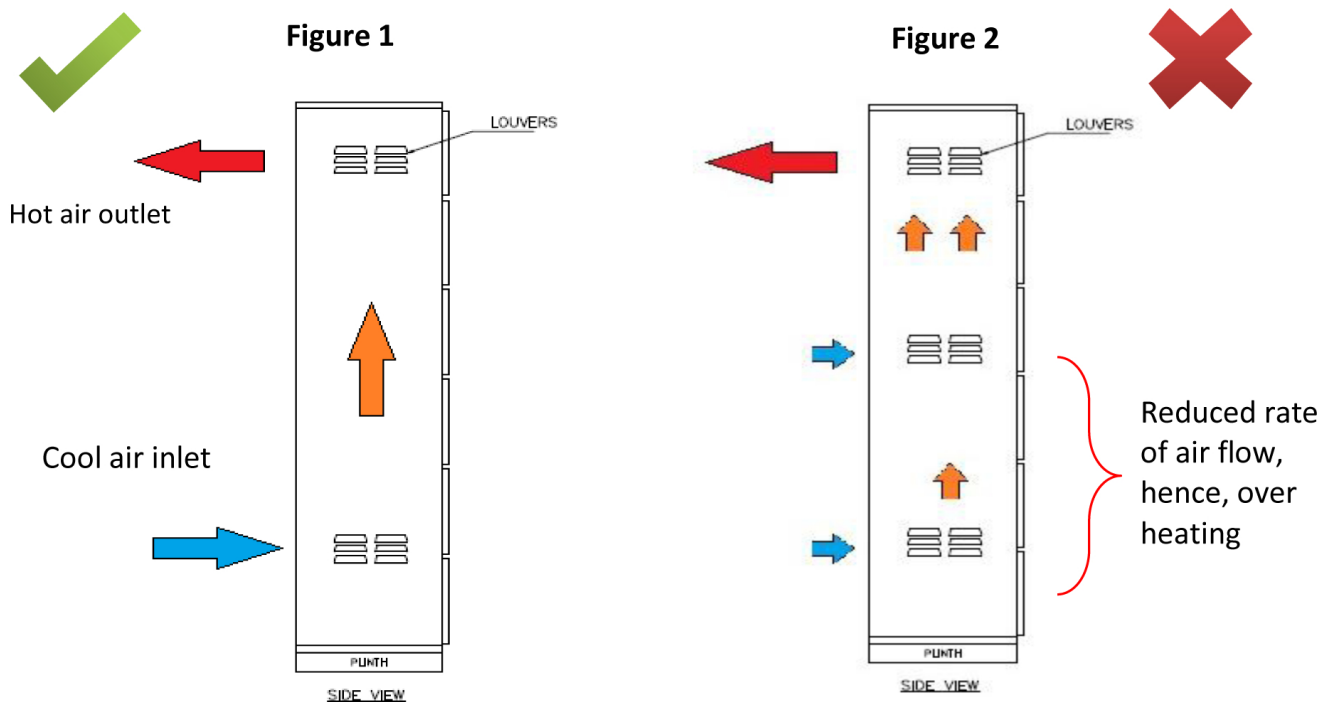 Figure 1
Figure 2
LOUVERS
LOUVERS
Hot air outlet
Cool air inlet
Reduced rate
of air flow,
hence, over
heating
PLINTH
PLINTH
SIDE VIEW
SIDE VIEW